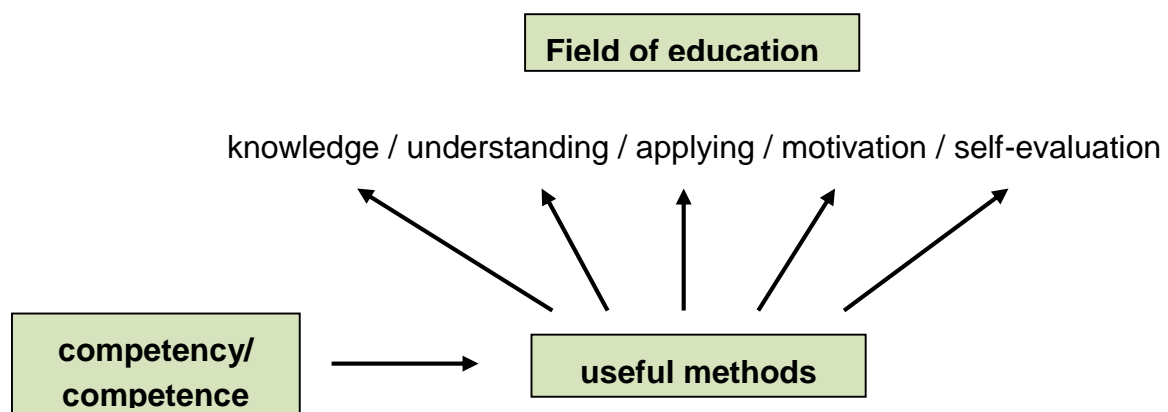 Field of education
knowledge / understanding / applying / motivation / self-evaluation
competency/
competence
useful methods